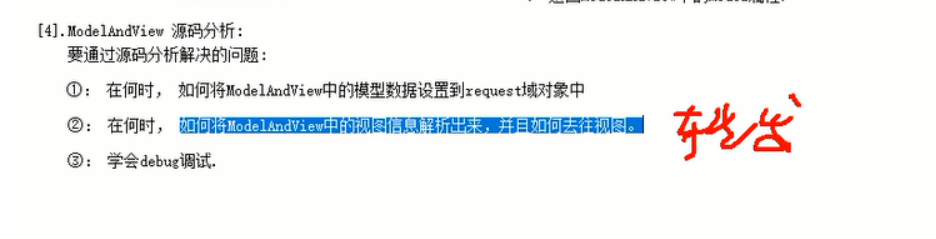 [4].ModelAndView 源码分析:
要通过源码分析解决的问题:
①: 在何时, 如何将ModelAndView中的模型数据设置到request域对象中
②: 在何时, 如何将ModelAndView中的视图信息解析出来, 并且如何去往视图。
转发
③: 学会debug调试.